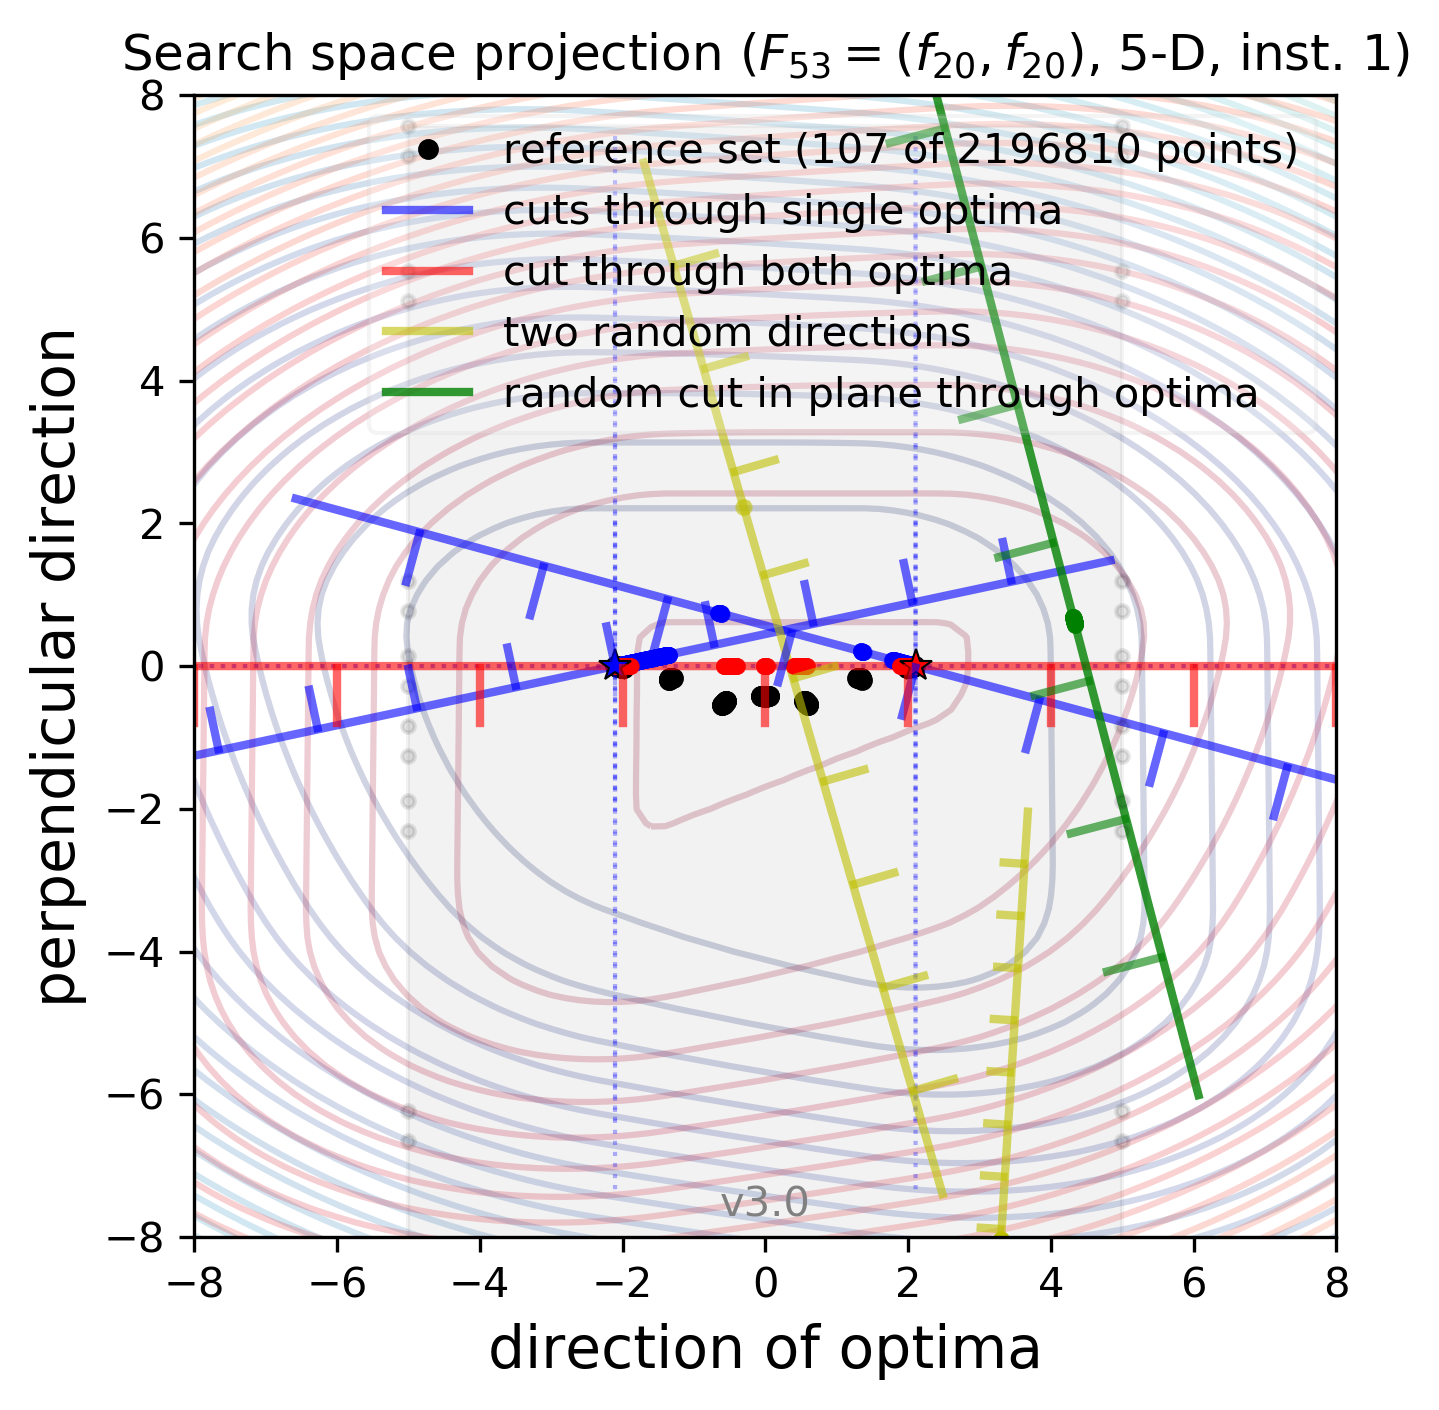 Search space projection (F₅₃ = (f₂₀, f₂₀), 5-D, inst. 1)
reference set (107 of 2196810 points)
cuts through single optima
cut through both optima
two random directions
random cut in plane through optima
8
6
4
2
0
−2
−4
−6
−8
perpendicular direction
v3.0
−8 −6 −4 −2 0 2 4 6 8
direction of optima